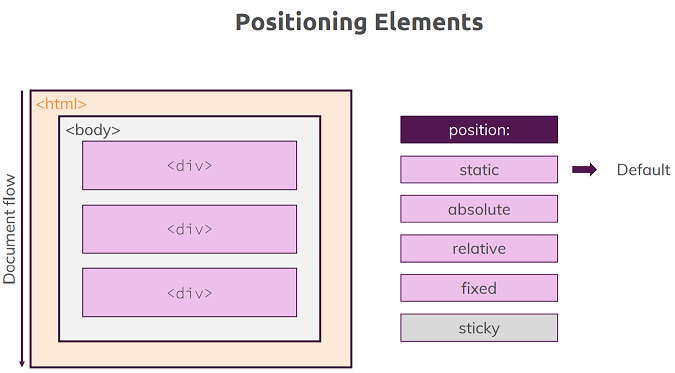 Positioning Elements
Document flow
<html>
<body>
<div>
<div>
<div>
position:
static
Default
absolute
relative
fixed
sticky